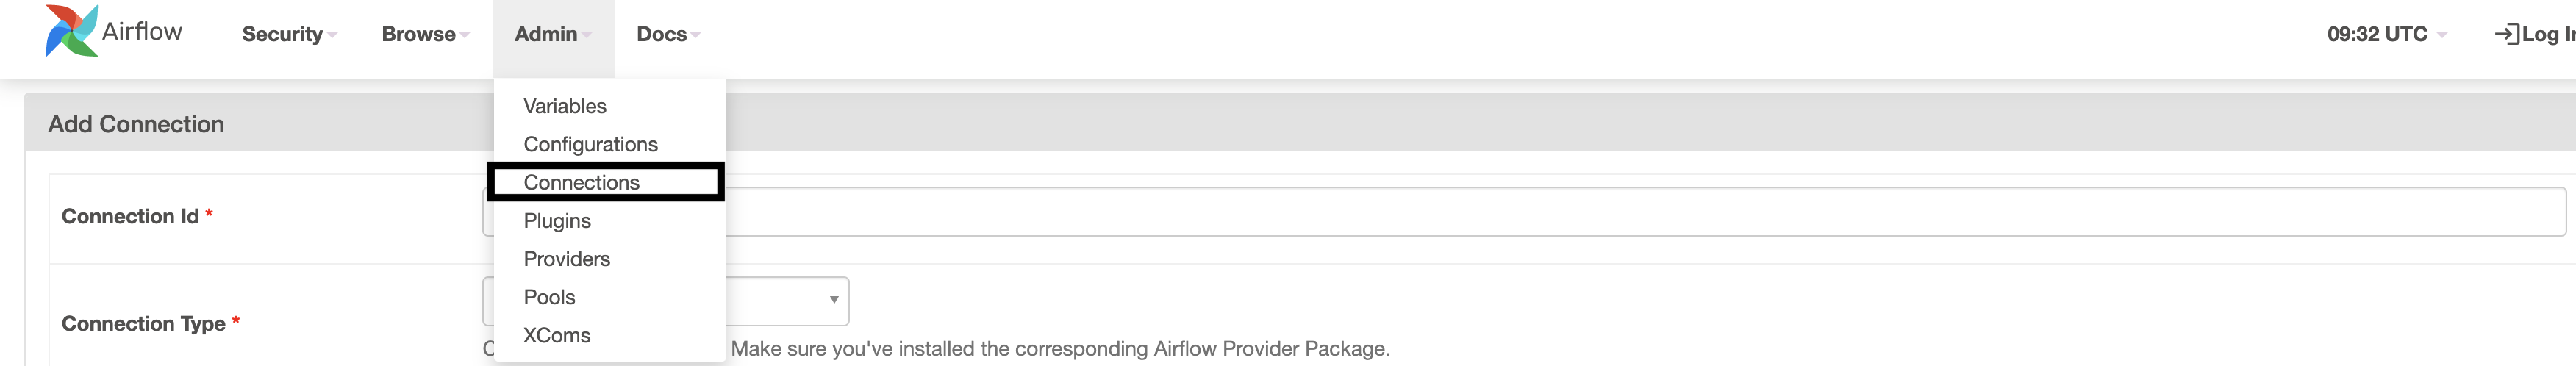 Airflow Security Browse Admin Docs 09:32 UTC Log In
Variables
Add Connection
Configurations
Connections
Connection Id *
Plugins
Providers
Pools
Connection Type *
XComs
Make sure you've installed the corresponding Airflow Provider Package.